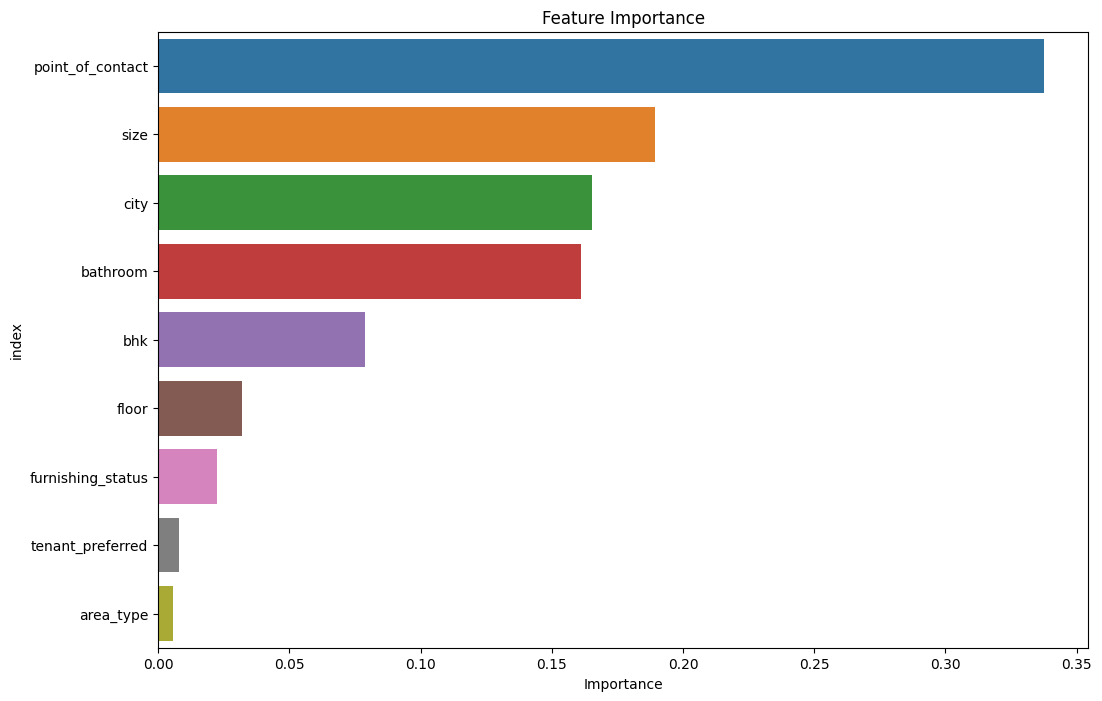 Feature Importance
point_of_contact
size
city
bathroom
bhk
floor
furnishing_status
tenant_preferred
area_type
index
0.00 0.05 0.10 0.15 0.20 0.25 0.30 0.35
Importance